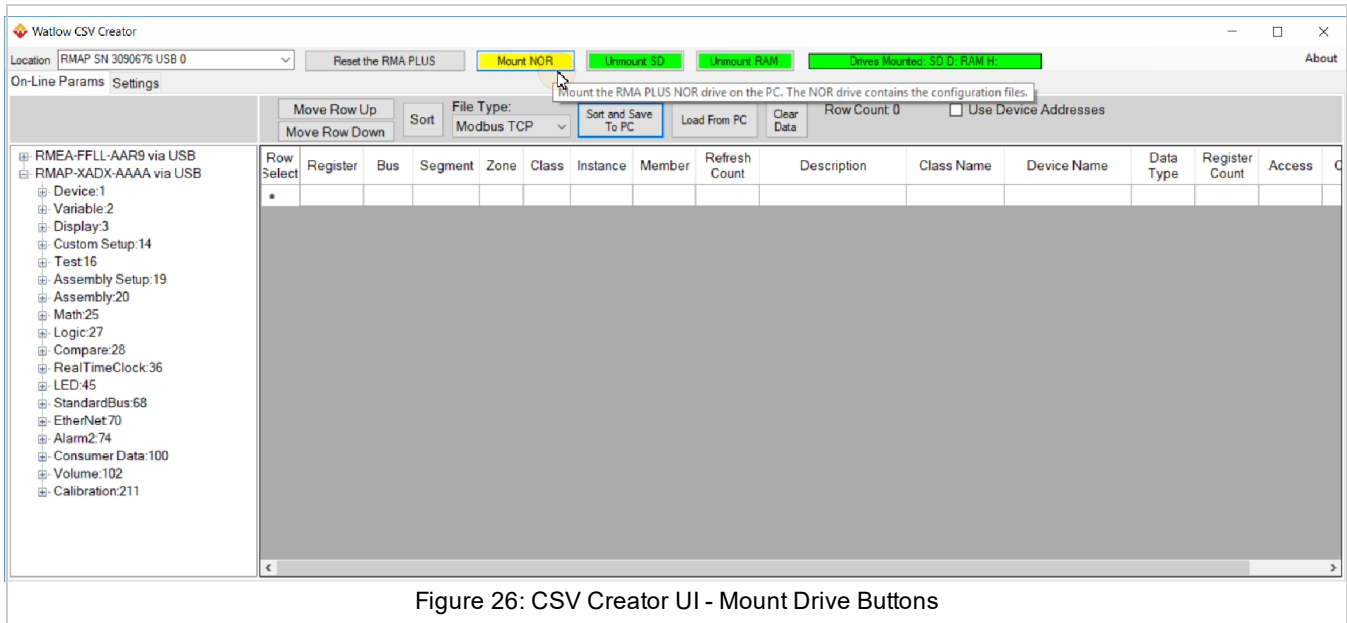 Watlow CSV Creator
Location RMAP SN 3090676 USB 0 Reset the RMA PLUS Mount NOR Unmount SD Unmount RAM Drives Mounted: SD D: RAM H: About
On-Line Params Settings
Mount the RMA PLUS NOR drive on the PC. The NOR drive contains the configuration files.
Move Row Up
Move Row Down
Sort
File Type:
Modbus TCP
Sort and Save
To PC
Load From PC
Clear
Data
Row Count: 0
Use Device Addresses
RMEA-FFLL-AAR9 via USB
RMAP-XADX-AAAA via USB
Device:1
Variable:2
Display:3
Custom Setup:14
Test:16
Assembly Setup:19
Assembly:20
Math:25
Logic:27
Compare:28
RealTimeClock:36
LED:45
StandardBus:68
EtherNet:70
Alarm2:74
Consumer Data:100
Volume:102
Calibration:211
Row
Select
Register
Bus
Segment
Zone
Class
Instance
Member
Refresh
Count
Description
Class Name
Device Name
Data
Type
Register
Count
Access
Figure 26: CSV Creator UI - Mount Drive Buttons